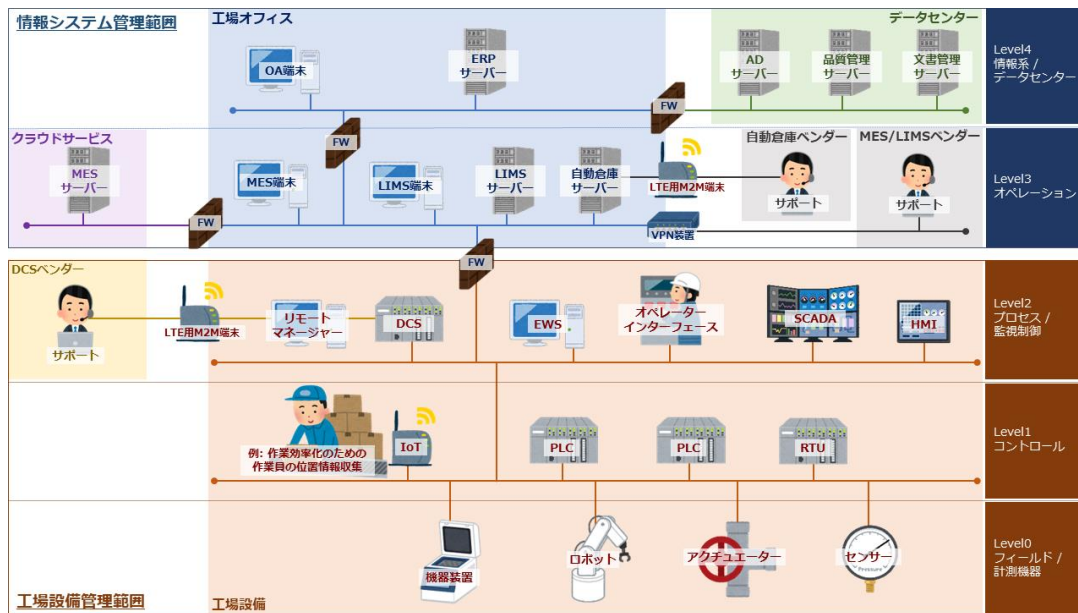 情報システム管理範囲
工場オフィス
データセンター
OA端末
ERP
サーバー
AD
サーバー
品質管理
サーバー
文書管理
サーバー
Level4
情報系 /
データセンター
FW
FW
クラウドサービス
MES
サーバー
MES端末
LIMS端末
LIMS
サーバー
自動倉庫
サーバー
LTE用M2M端末
自動倉庫ベンダー
サポート
MES/LIMSベンダー
サポート
Level3
オペレーション
FW
VPN装置
FW
DCSベンダー
サポート
LTE用M2M端末
リモート
マネージャー
DCS
EWS
オペレーター
インターフェース
SCADA
HMI
Level2
プロセス /
監視制御
例: 作業効率化のための
作業員の位置情報収集
IoT
PLC
PLC
RTU
Level1
コントロール
機器装置
ロボット
アクチュエーター
センサー
Level0
フィールド /
計測機器
工場設備管理範囲
工場設備